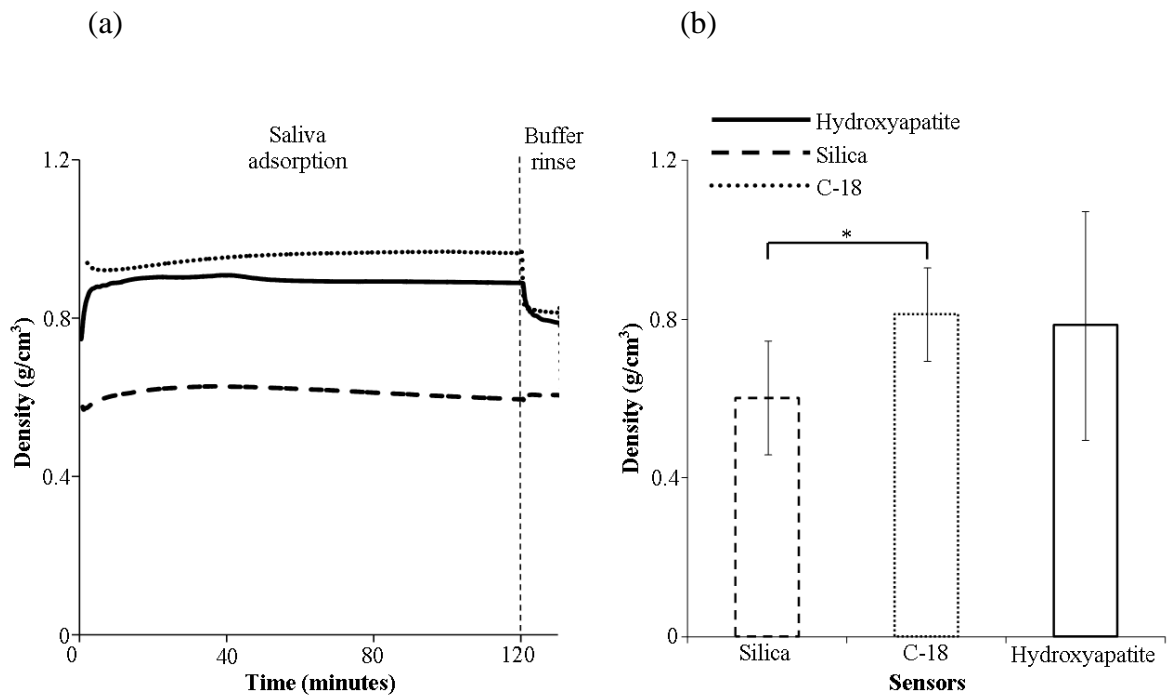 (a)
(b)
Saliva
adsorption
Buffer
rinse
Density (g/cm³)
1.2
0.8
0.4
0
0
40
80
120
Time (minutes)
Hydroxyapatite
Silica
C-18
*
Density (g/cm³)
1.2
0.8
0.4
0
Silica
C-18
Hydroxyapatite
Sensors